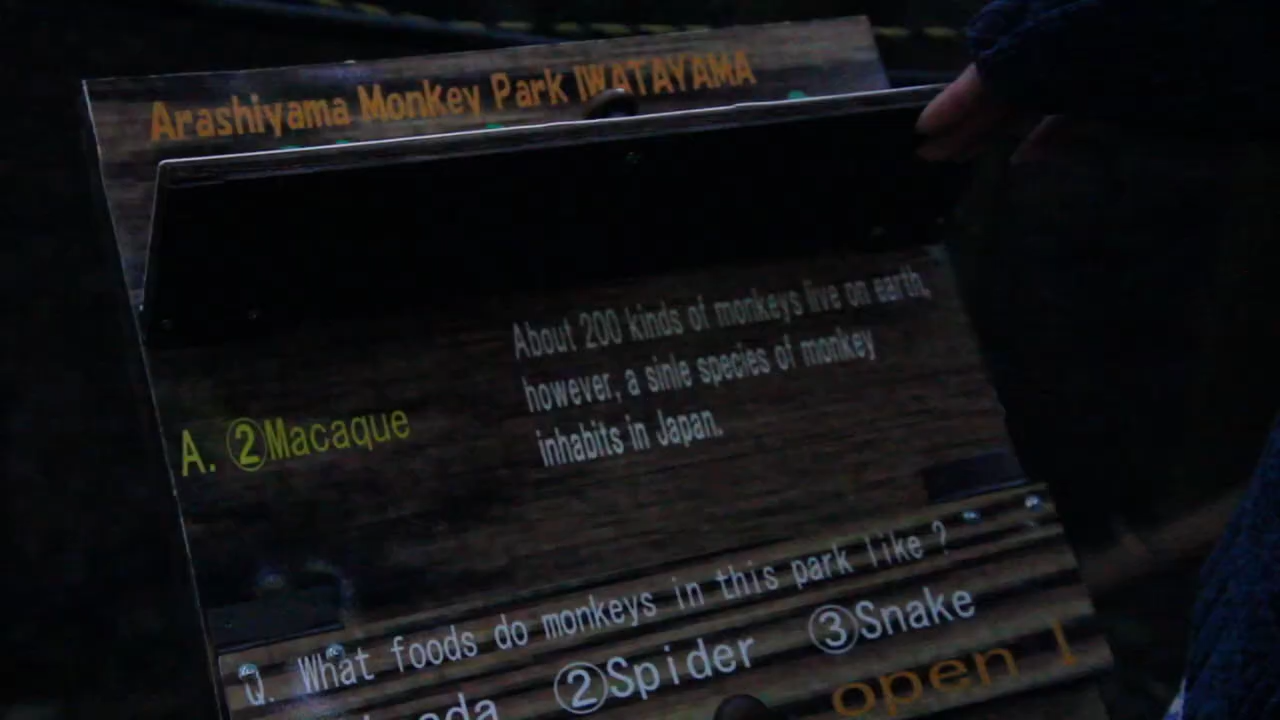 Arashiyama Monkey Park IWATAYAMA
About 200 kinds of monkeys live on earth,
however, a sinle species of monkey
inhabits in Japan.
A. ②Macaque
Q. What foods do monkeys in this park like ?
②Spider ③Snake
open